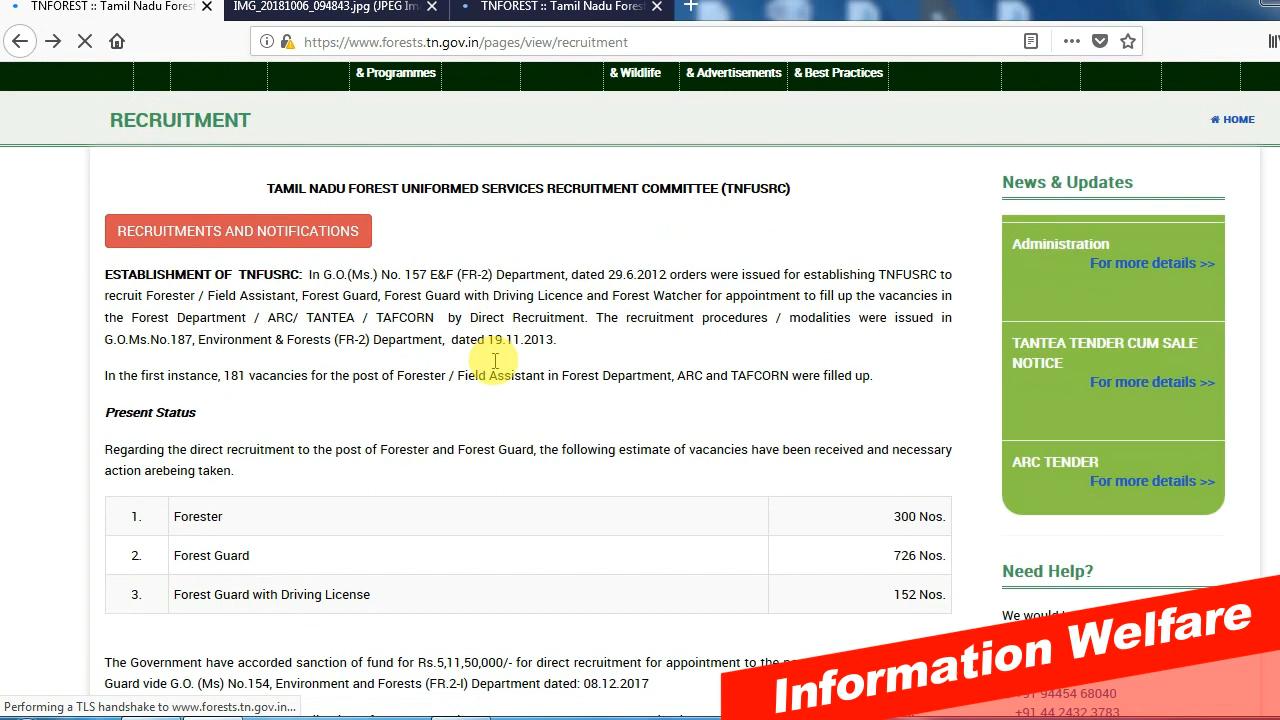 TNFOREST :: Tamil Nadu Forest
IMG_20181006_094843.jpg (JPEG Im
TNFOREST :: Tamil Nadu Forest
https://www.forests.tn.gov.in/pages/view/recruitment
& Programmes
& Wildlife
& Advertisements
& Best Practices
RECRUITMENT
HOME
TAMIL NADU FOREST UNIFORMED SERVICES RECRUITMENT COMMITTEE (TNFUSRC)
RECRUITMENTS AND NOTIFICATIONS
ESTABLISHMENT OF TNFUSRC: In G.O.(Ms.) No. 157 E&F (FR-2) Department, dated 29.6.2012 orders were issued for establishing TNFUSRC to
recruit Forester / Field Assistant, Forest Guard, Forest Guard with Driving Licence and Forest Watcher for appointment to fill up the vacancies in
the Forest Department / ARC/ TANTEA / TAFCORN by Direct Recruitment. The recruitment procedures / modalities were issued in
G.O.Ms.No.187, Environment & Forests (FR-2) Department, dated 19.11.2013.
In the first instance, 181 vacancies for the post of Forester / Field Assistant in Forest Department, ARC and TAFCORN were filled up.
Present Status
Regarding the direct recruitment to the post of Forester and Forest Guard, the following estimate of vacancies have been received and necessary
action arebeing taken.
1. Forester 300 Nos.
2. Forest Guard 726 Nos.
3. Forest Guard with Driving License 152 Nos.
The Government have accorded sanction of fund for Rs.5,11,50,000/- for direct recruitment for appointment to the
Guard vide G.O. (Ms) No.154, Environment and Forests (FR.2-I) Department dated: 08.12.2017
News & Updates
Administration
For more details >>
TANTEA TENDER CUM SALE
NOTICE
For more details >>
ARC TENDER
For more details >>
Need Help?
We would
+91 94454 68040
+91 44 2432 3783
Information Welfare
Performing a TLS handshake to www.forests.tn.gov.in...